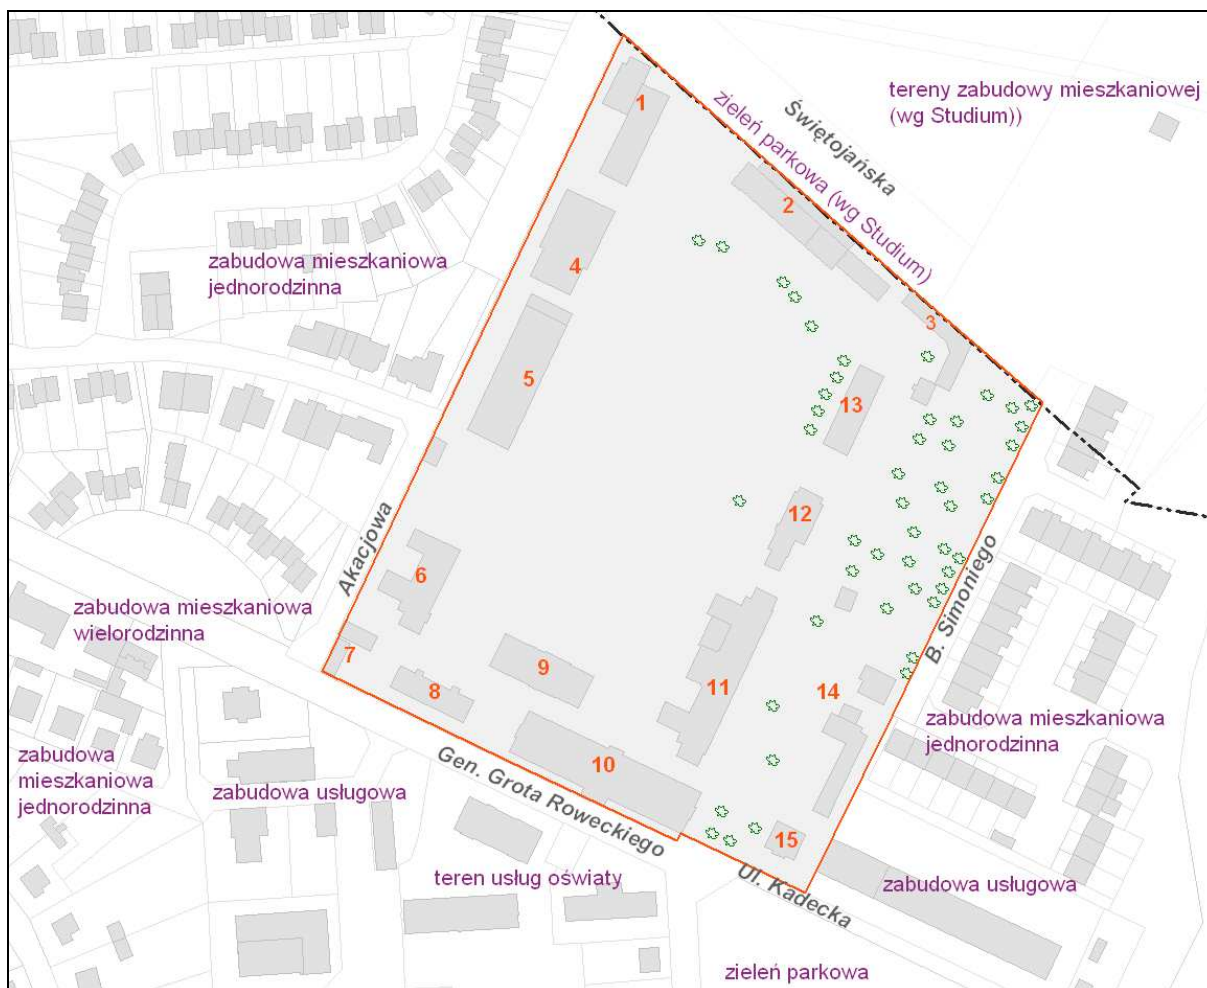 tereny zabudowy mieszkaniowej
(wg Studium))
Świętojańska
zieleń parkowa (wg Studium)
1
2
3
4
5
13
12
zabudowa mieszkaniowa
jednorodzinna
Akacjowa
6
7
8
9
10
11
14
15
B. Simoniego
zabudowa mieszkaniowa
wielorodzinna
zabudowa
mieszkaniowa
jednorodzinna
zabudowa usługowa
Gen. Grota Roweckiego
zabudowa mieszkaniowa
jednorodzinna
teren usług oświaty
Ul. Kadecka
zabudowa usługowa
zieleń parkowa